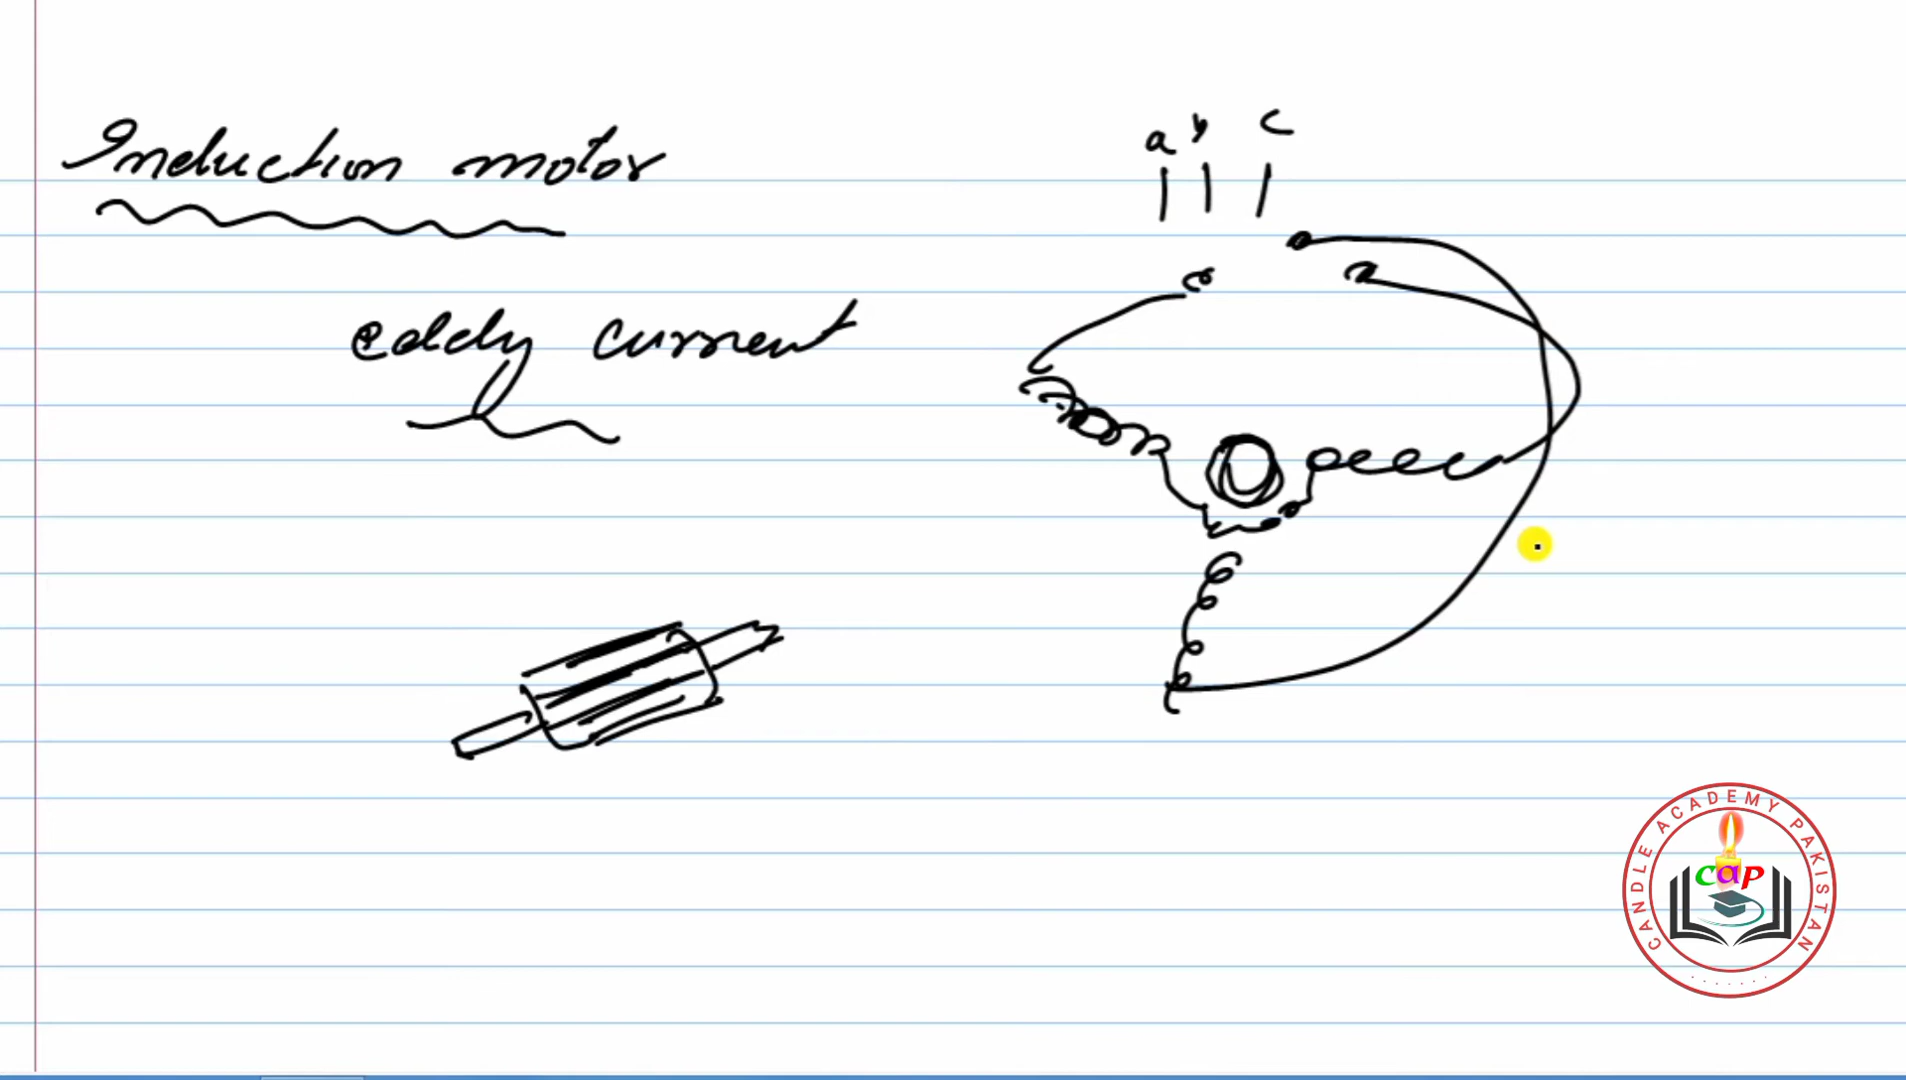 Induction motor
a b c
eddy current
CANDLE ACADEMY PAKISTAN
cap